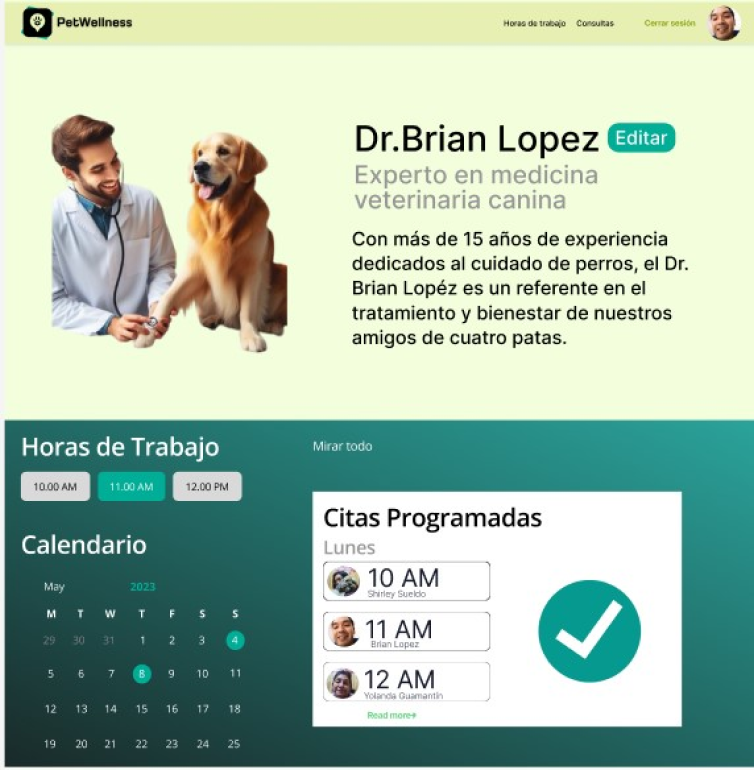 PetWellness
Horas de trabajo Consultas Cerrar sesión
Dr.Brian Lopez Editar
Experto en medicina
veterinaria canina
Con más de 15 años de experiencia
dedicados al cuidado de perros, el Dr.
Brian Lopéz es un referente en el
tratamiento y bienestar de nuestros
amigos de cuatro patas.
Horas de Trabajo
10.00 AM 11.00 AM 12.00 PM
Calendario
May 2023
M T W T F S S
29 30 31 1 2 3 4
5 6 7 8 9 10 11
12 13 14 15 16 17 18
19 20 21 22 23 24 25
Mirar todo
Citas Programadas
Lunes
10 AM
Shirley Sueldo
11 AM
Brian Lopez
12 AM
Yolanda Guamantín
Read more+